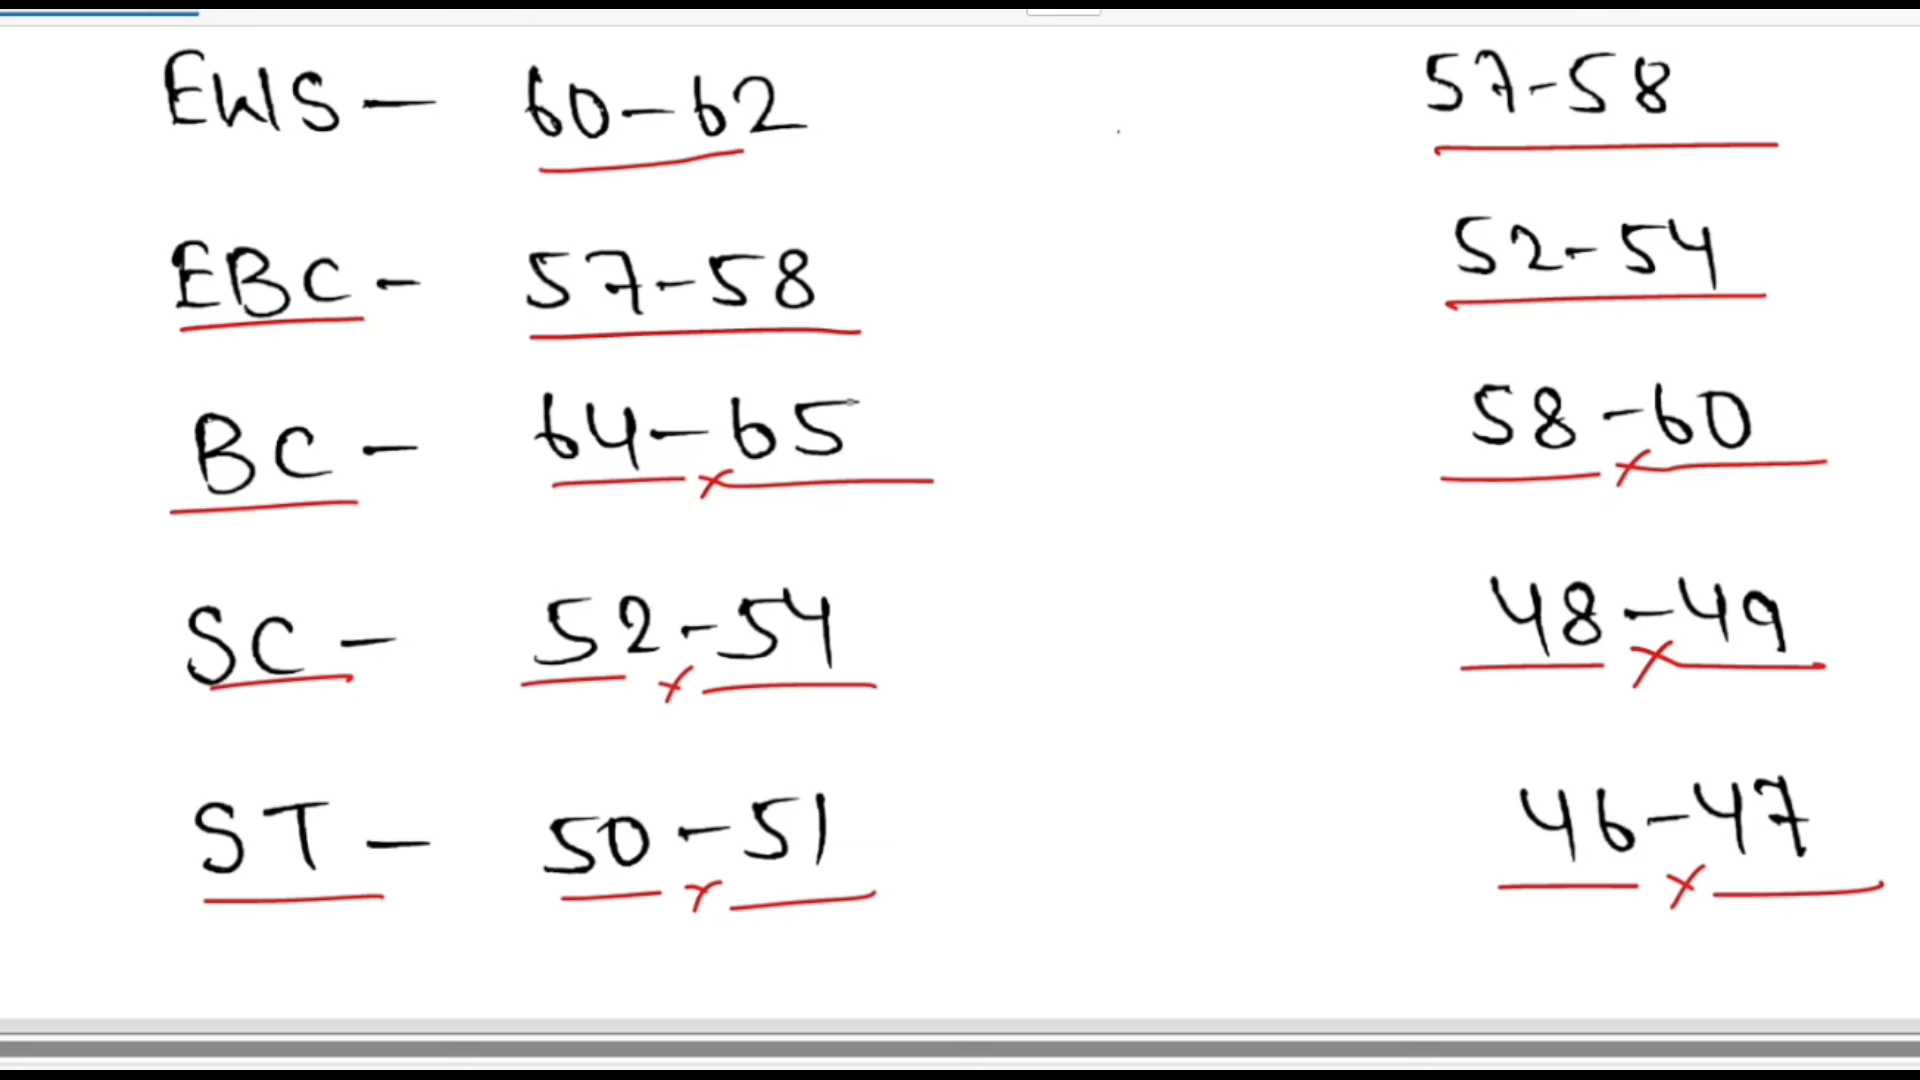 EWS - 60-62 57-58
EBC - 57-58 52-54
BC - 64-65 58-60
SC - 52-54 48-49
ST - 50-51 46-47